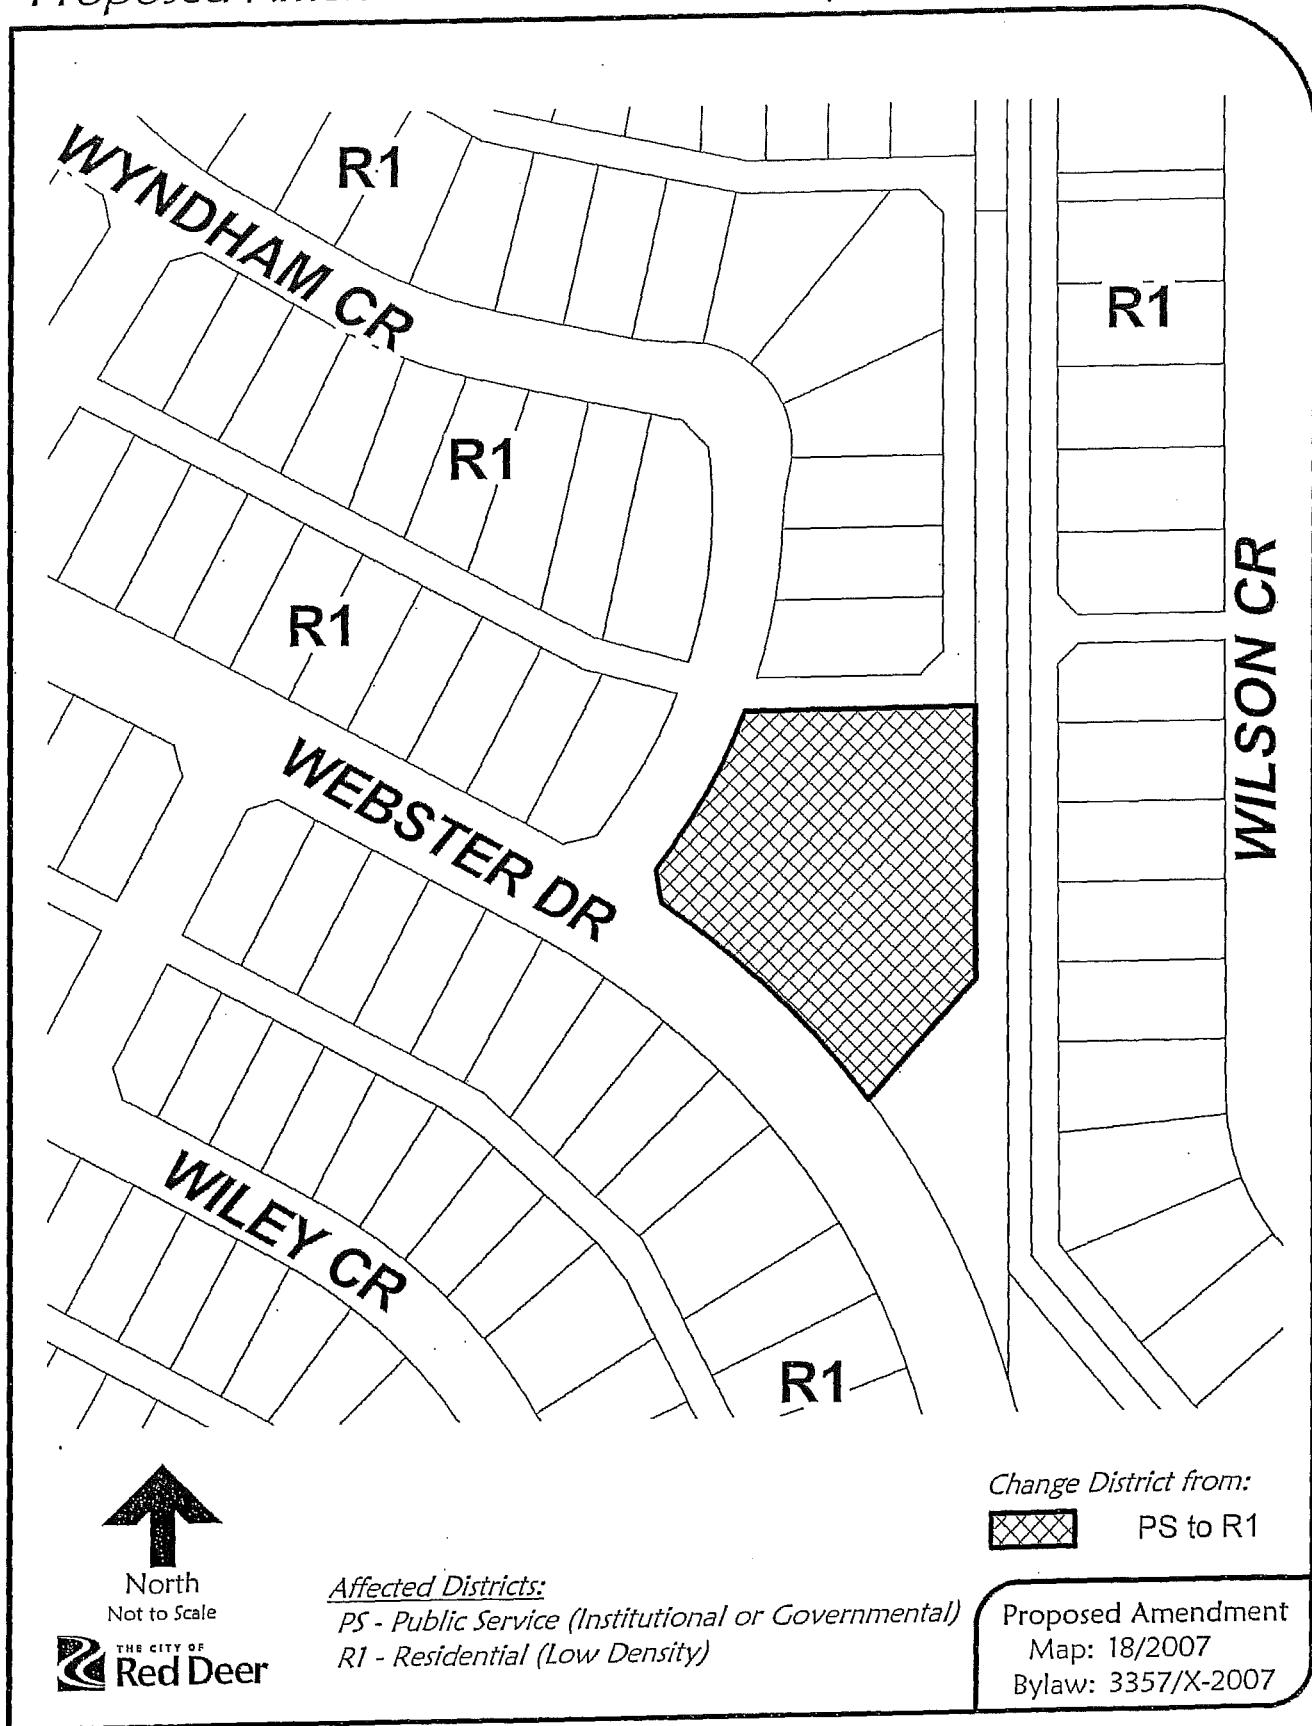 Proposed
WYNDHAM CR
R1
R1
R1
R1
WILSON CR
WEBSTER DR
WILEY CR
R1
North
Not to Scale
THE CITY OF
Red Deer
Affected Districts:
PS - Public Service (Institutional or Governmental)
R1 - Residential (Low Density)
Change District from:
PS to R1
Proposed Amendment
Map: 18/2007
Bylaw: 3357/X-2007